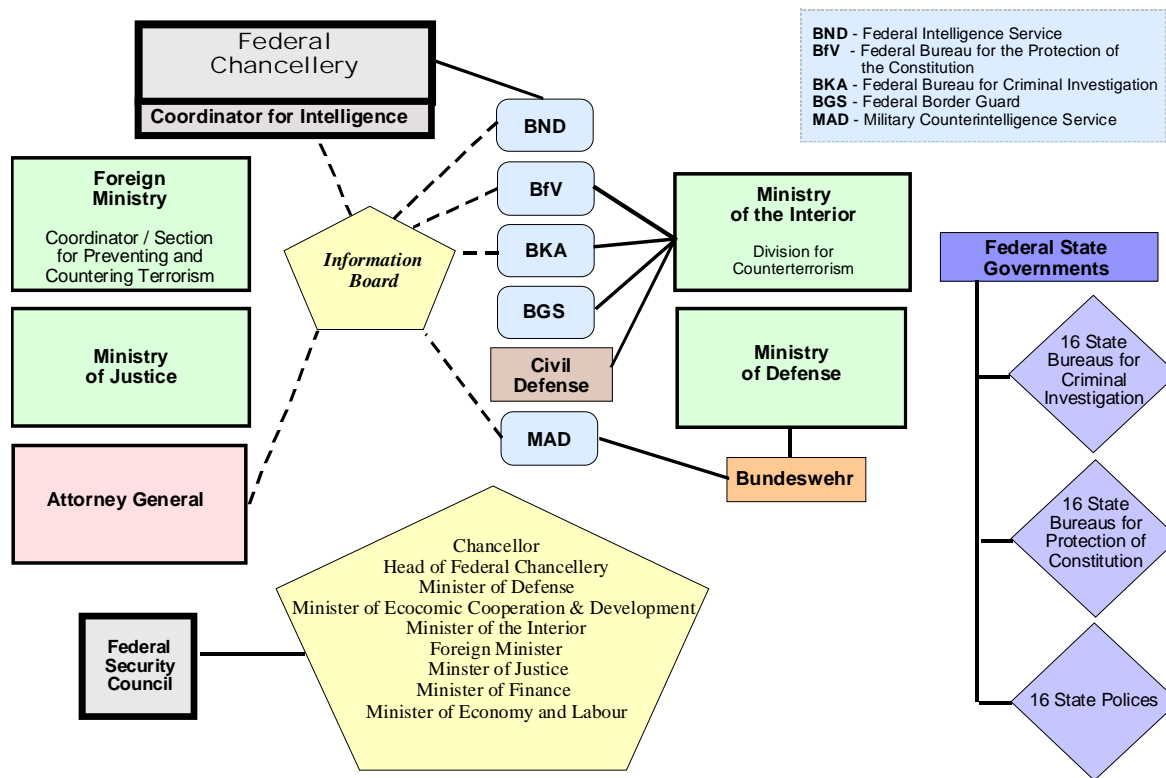 Federal
Chancellery
Coordinator for Intelligence
BND - Federal Intelligence Service
BfV - Federal Bureau for the Protection of
the Constitution
BKA - Federal Bureau for Criminal Investigation
BGS - Federal Border Guard
MAD - Military Counterintelligence Service
Foreign
Ministry
Coordinator / Section
for Preventing and
Countering Terrorism
Ministry
of Justice
Attorney General
Information
Board
BND
BfV
BKA
BGS
Civil
Defense
MAD
Ministry
of the Interior
Division for
Counterterrorism
Ministry
of Defense
Bundeswehr
Federal State
Governments
16 State
Bureaus for
Criminal
Investigation
16 State
Bureaus for
Protection of
Constitution
16 State Polices
Federal
Security
Council
Chancellor
Head of Federal Chancellery
Minister of Defense
Minister of Ecocomic Cooperation & Development
Minister of the Interior
Foreign Minister
Minster of Justice
Minister of Finance
Minister of Economy and Labour